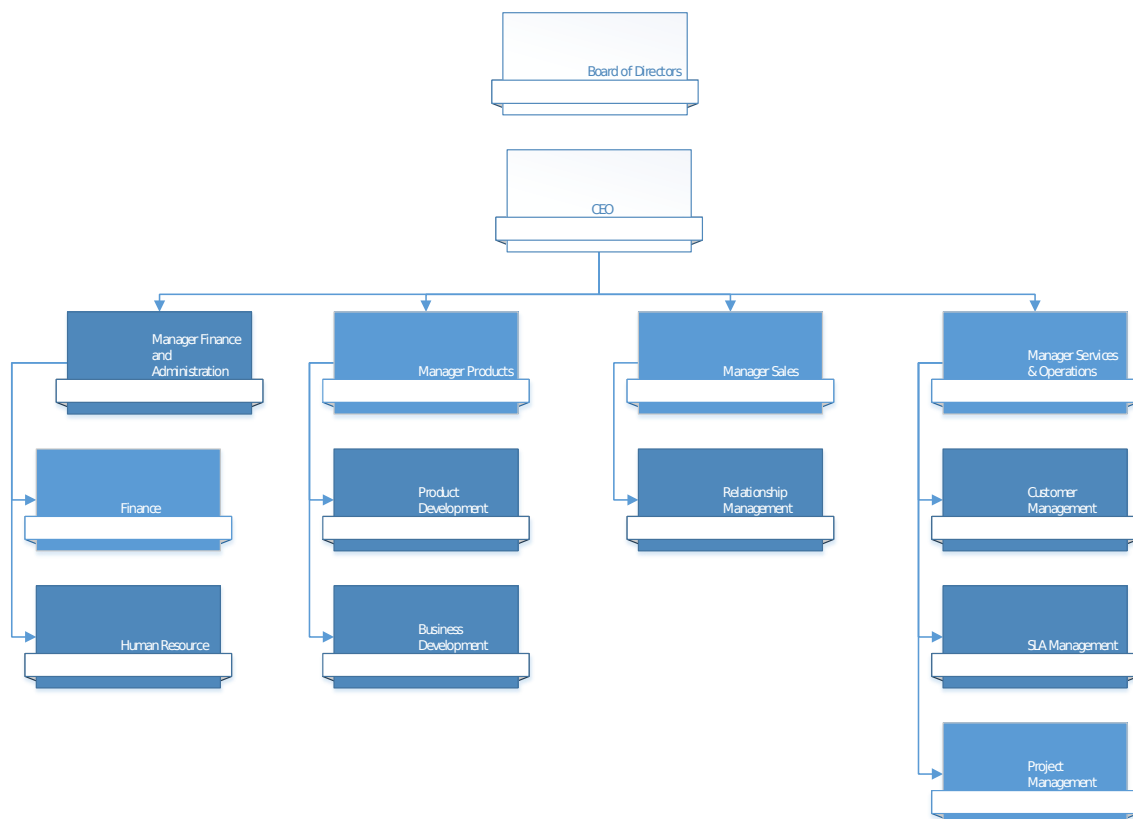 Board of Directors
CEO
Manager Finance
and
Administration
Manager Products
Manager Sales
Manager Services
& Operations
Finance
Product
Development
Relationship
Management
Customer
Management
Human Resource
Business
Development
SLA Management
Project
Management